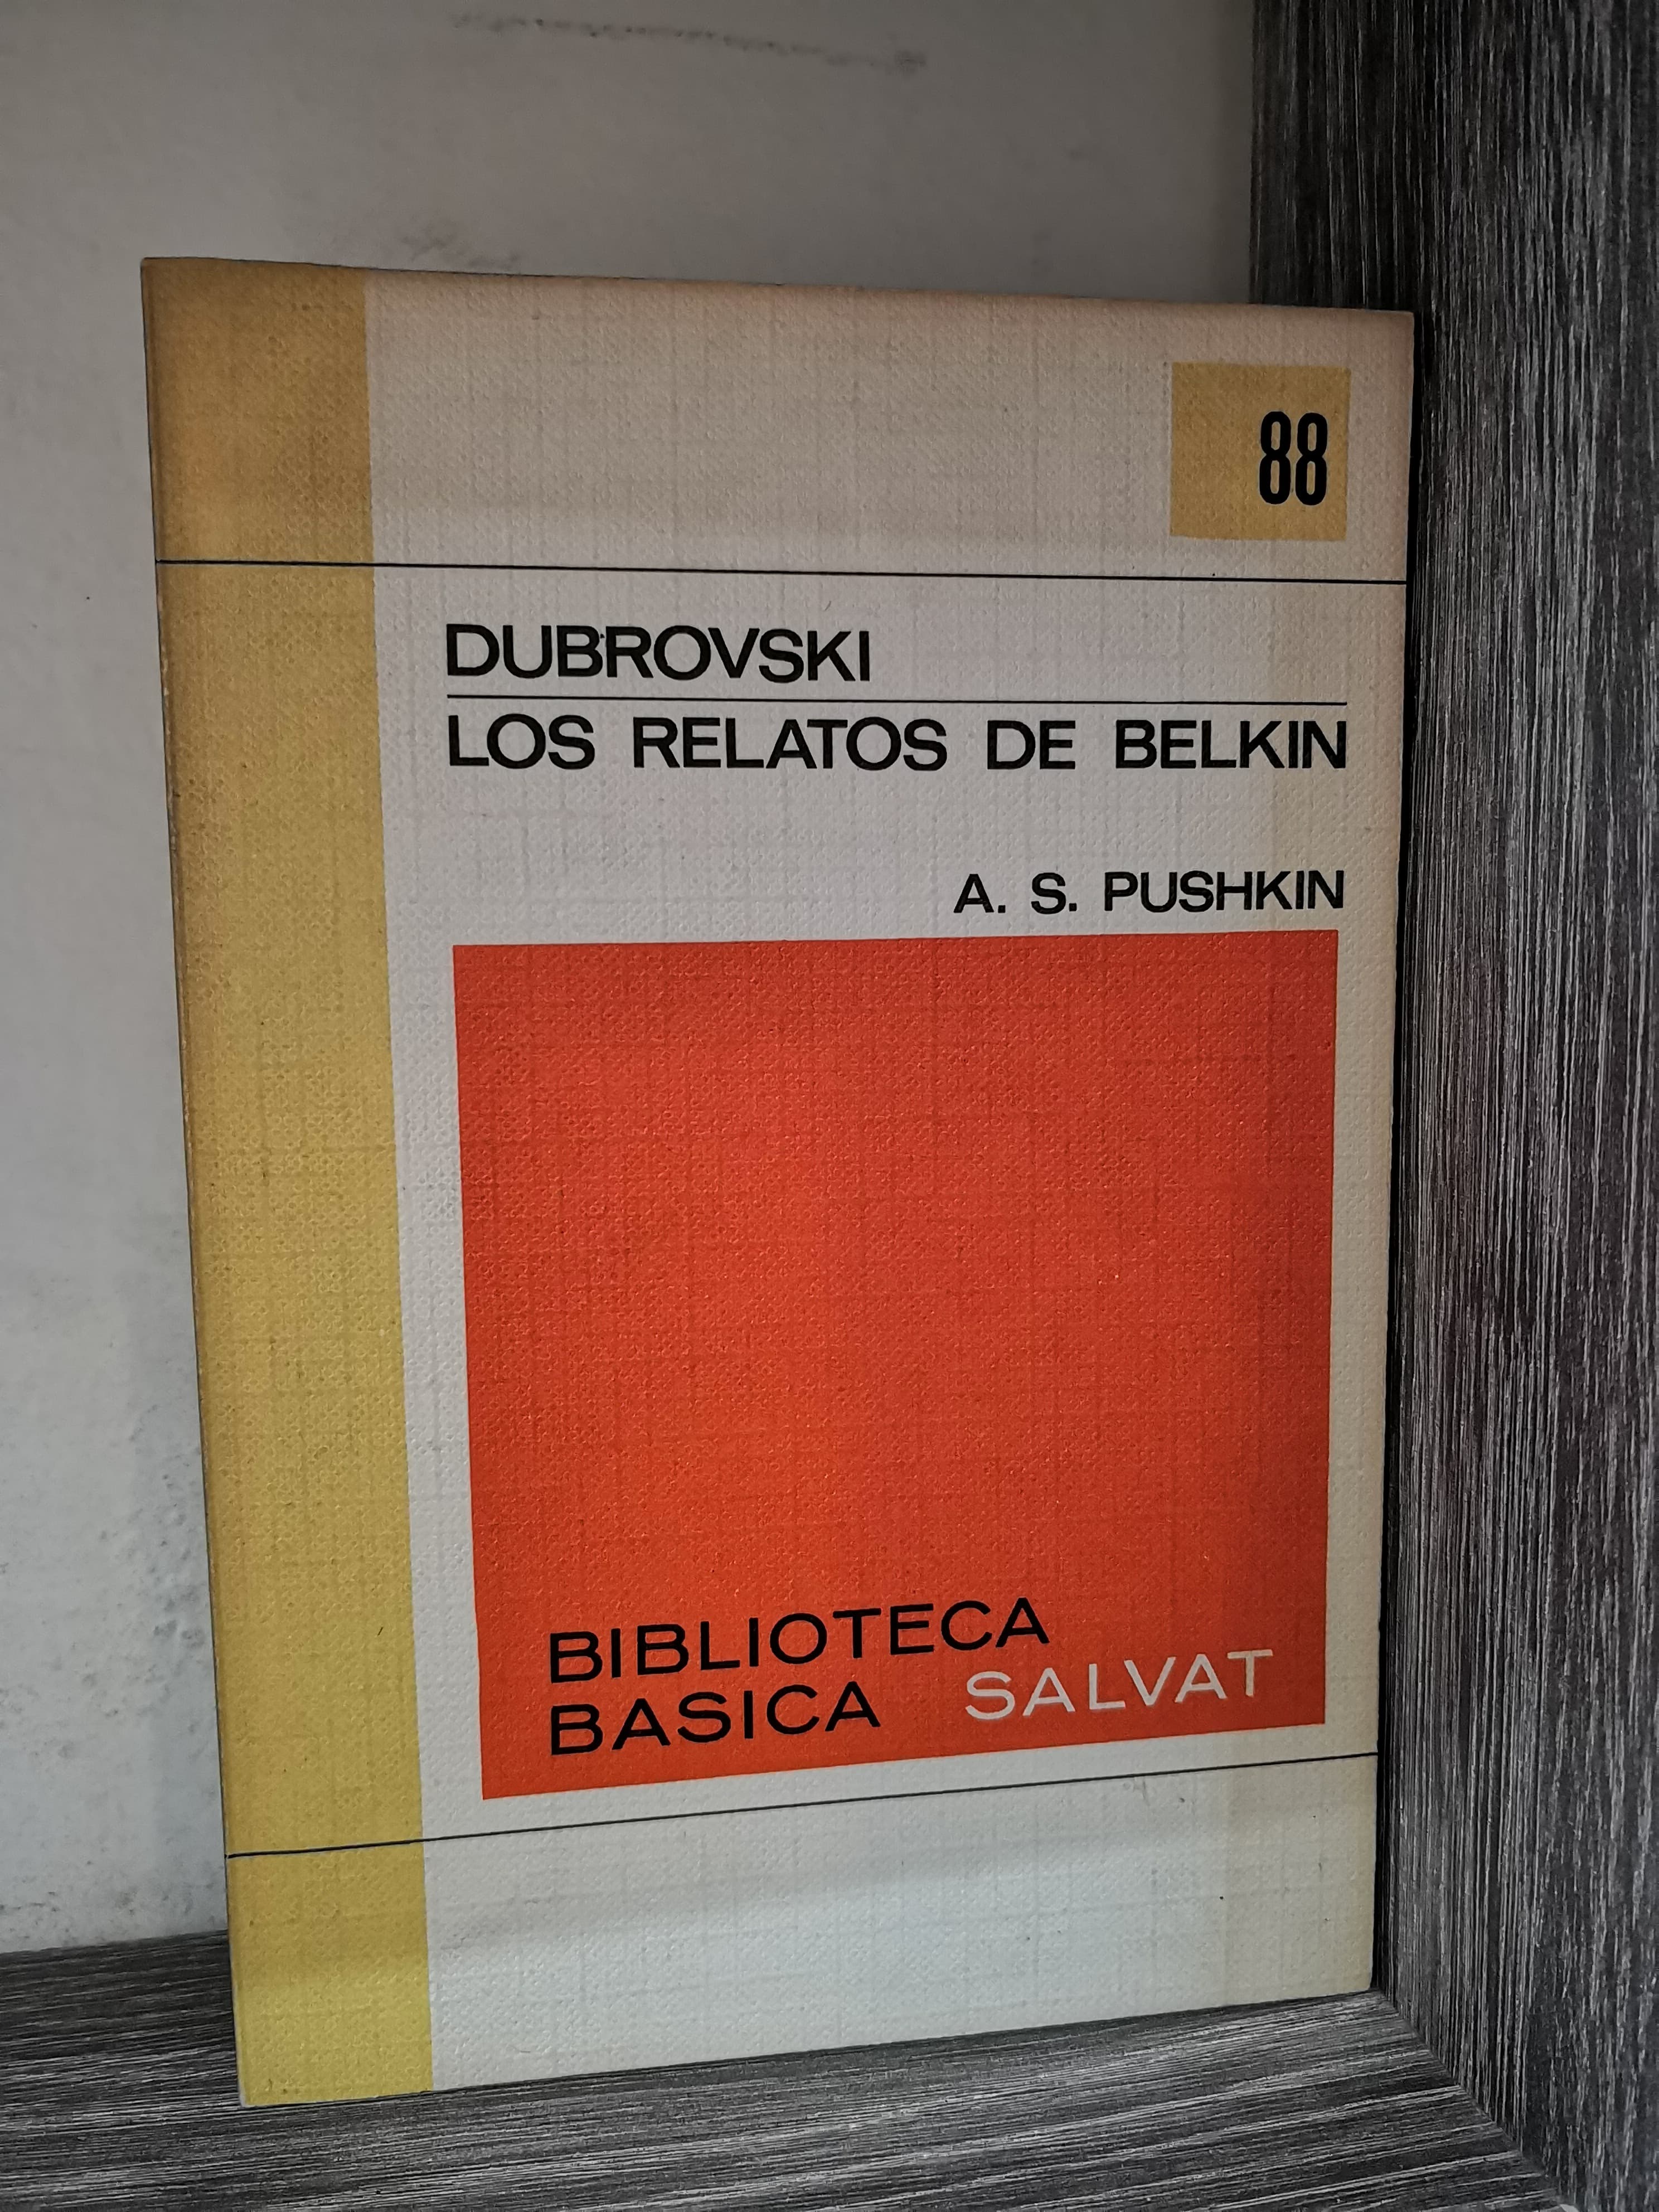 88
DUBROVSKI
LOS RELATOS DE BELKIN
A. S. PUSHKIN
BIBLIOTECA
BASICA SALVAT